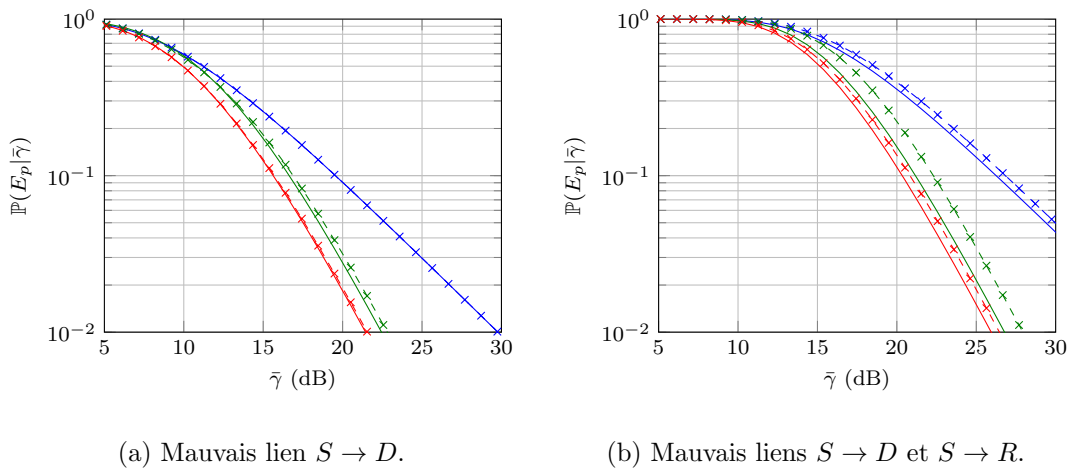 10^0
10^{-1}
10^{-2}
ℙ(E_p|γ̄)
5 10 15 20 25 30
γ̄ (dB)
(a) Mauvais lien S → D.
10^0
10^{-1}
10^{-2}
ℙ(E_p|γ̄)
5 10 15 20 25 30
γ̄ (dB)
(b) Mauvais liens S → D et S → R.